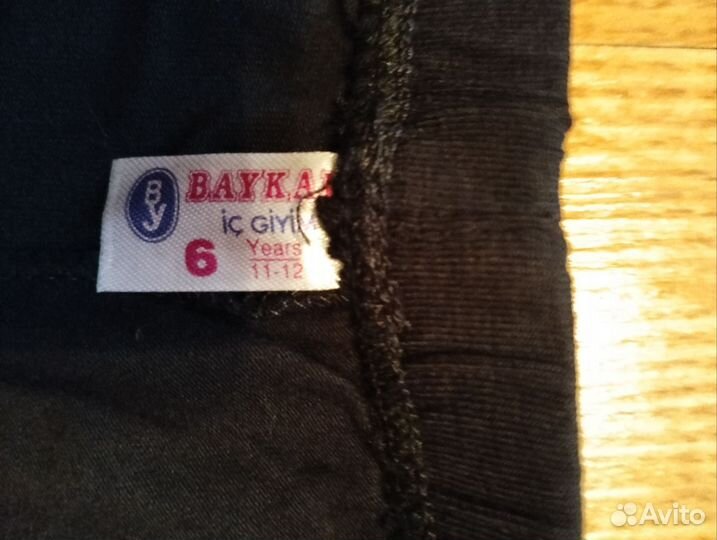 By
BAYKA
İÇ GİYİ
6 Years
11-12
Avito